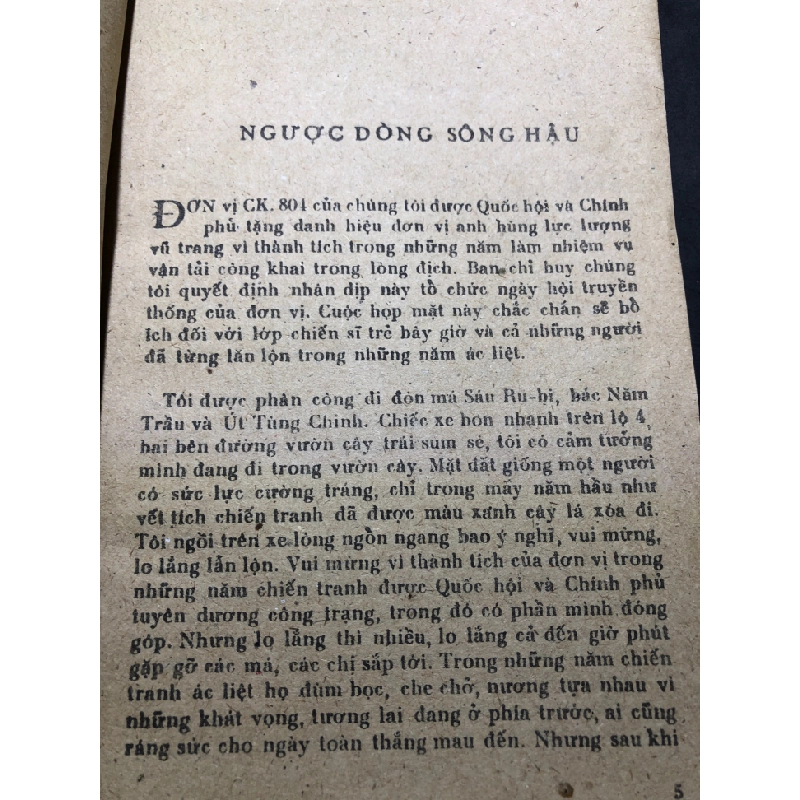 NGƯỢC DÒNG SÔNG HẬU
ĐƠN vị CK. 804 của chúng tôi được Quốc hội và Chính
phủ tặng danh hiệu đơn vị anh hùng lực lượng
vũ trang vì thành tích trong những năm làm nhiệm vụ
vận tải công khai trong lòng địch. Ban chỉ huy chúng
tôi quyết định nhân dịp này tổ chức ngày hội truyền
thống của đơn vị. Cuộc họp mặt này chắc chắn sẽ bổ
ích đối với lớp chiến sĩ trẻ bây giờ và cả những người
đã từng lăn lộn trong những năm ác liệt.
Tôi được phân công đi đón má Sáu Ru-bi, bác Năm
Trầu và Út Tùng Chinh. Chiếc xe bon nhanh trên lộ 4,
hai bên đường vườn cây trái sum sê, tôi có cảm tưởng
mình đang đi trong vườn cây. Mặt đất giống một người
có sức lực cường tráng, chỉ trong mấy năm hầu như
vết tích chiến tranh đã được màu xanh cây lá xóa đi.
Tôi ngồi trên xe lòng ngổn ngang bao ý nghĩ, vui mừng,
lo lắng lẫn lộn. Vui mừng vì thành tích của đơn vị trong
những năm chiến tranh được Quốc hội và Chính phủ
tuyên dương công trạng, trong đó có phần mình đóng
góp. Nhưng lo lắng thì nhiều, lo lắng cả đến giờ phút
gặp gỡ các má, các chị sắp tới. Trong những năm chiến
tranh ác liệt họ đùm bọc, che chở, nương tựa nhau vì
những khát vọng, tương lai đang ở phía trước, ai cũng
ráng sức cho ngày toàn thắng mau đến. Nhưng sau khi
5